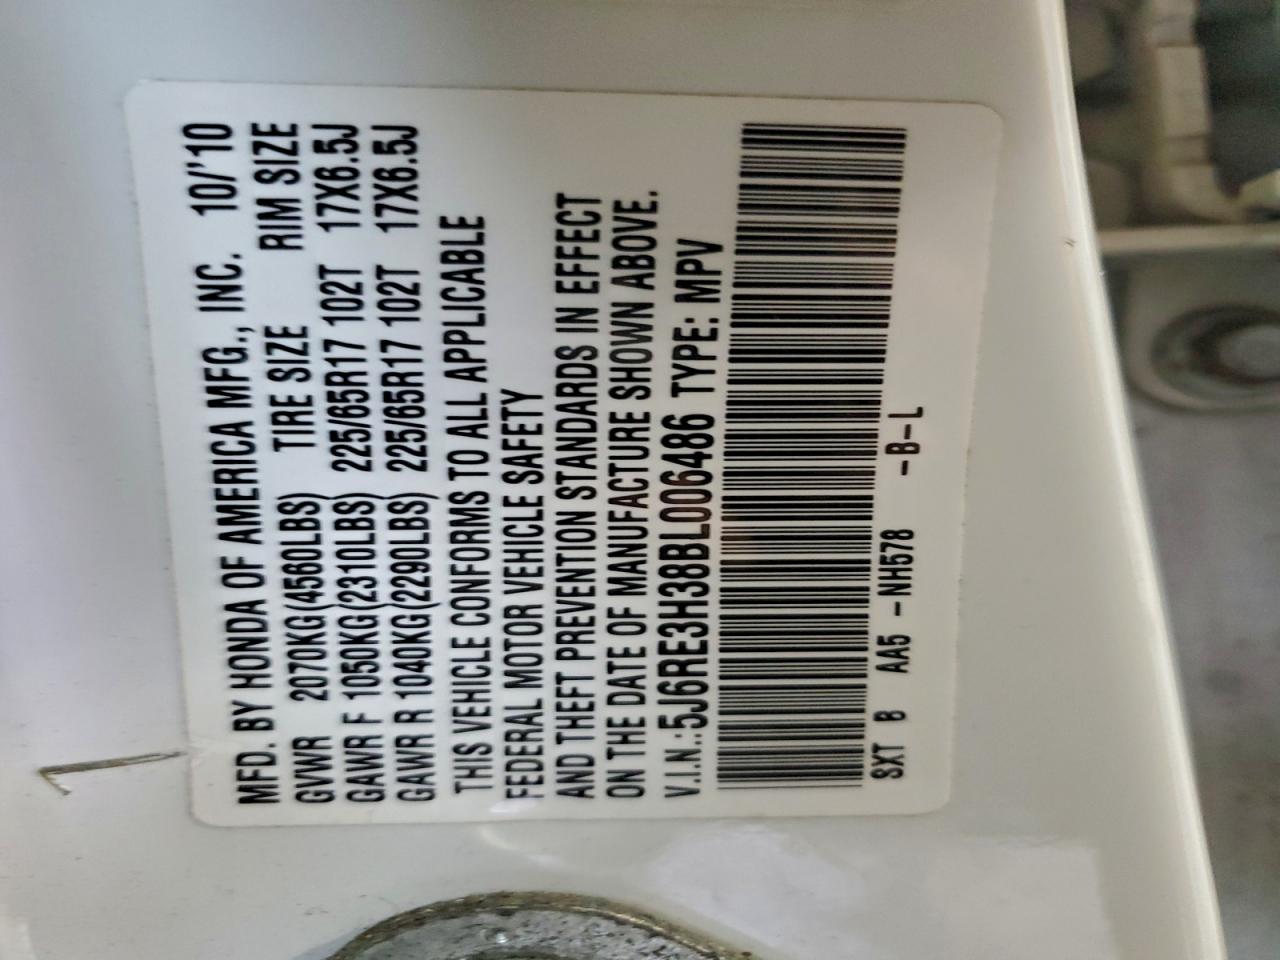 MFD. BY HONDA OF AMERICA MFG., INC. 10/'10
GVWR 2070KG(4560LBS) TIRE SIZE RIM SIZE
GAWR F 1050KG(2310LBS) 225/65R17 102T 17X6.5J
GAWR R 1040KG(2290LBS) 225/65R17 102T 17X6.5J
THIS VEHICLE CONFORMS TO ALL APPLICABLE
FEDERAL MOTOR VEHICLE SAFETY
AND THEFT PREVENTION STANDARDS IN EFFECT
ON THE DATE OF MANUFACTURE SHOWN ABOVE.
V.I.N.:5J6RE3H38BL006486 TYPE: MPV
SXT B AA5 -NH578 -B-L